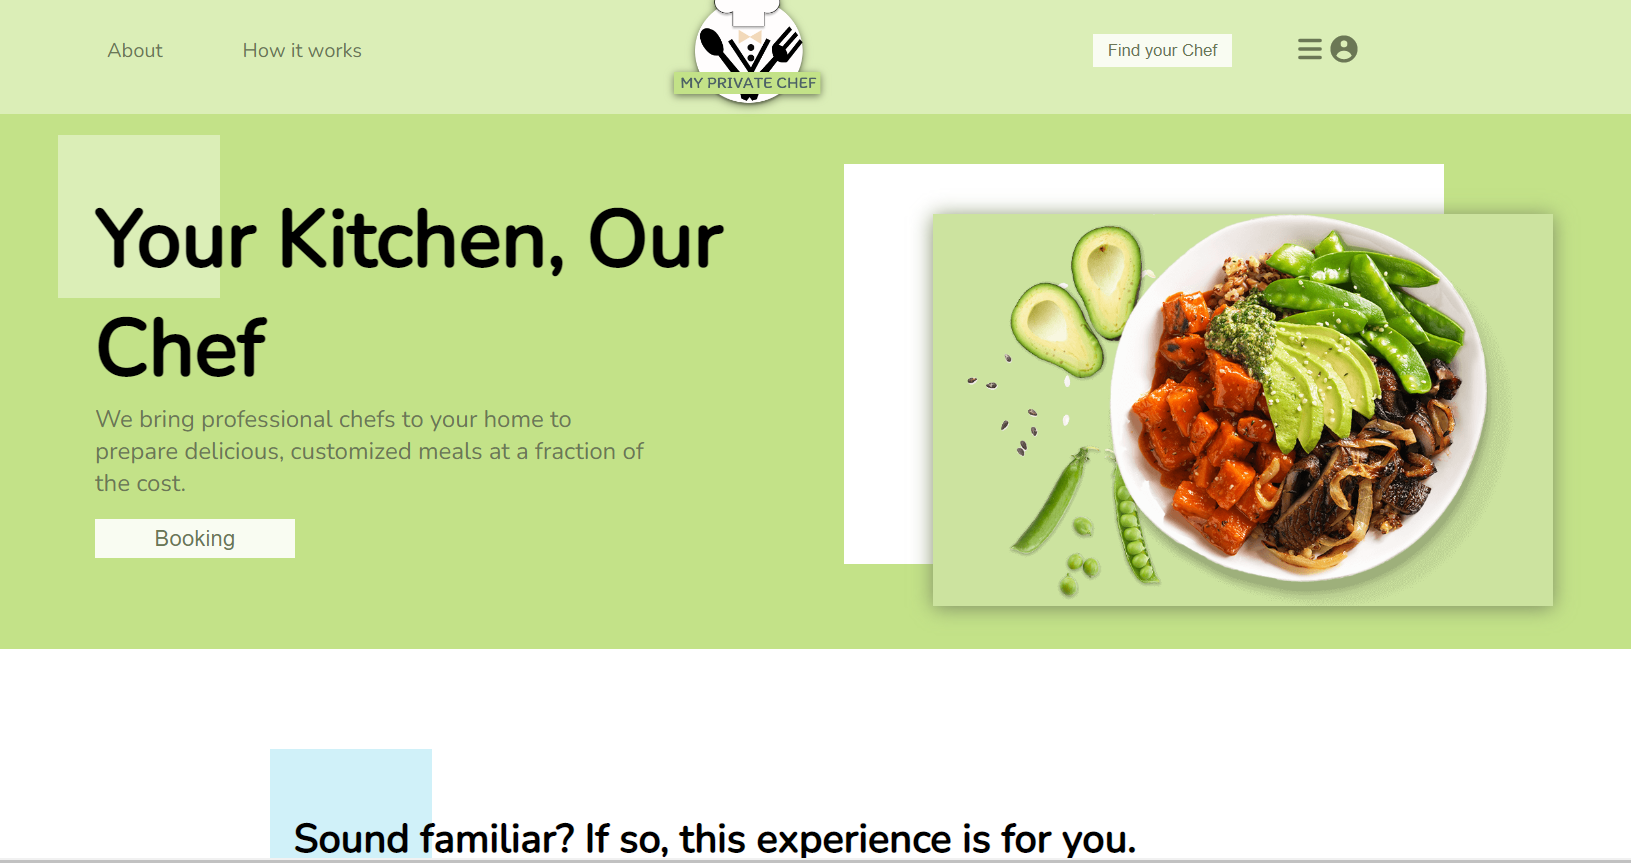 About
How it works
MY PRIVATE CHEF
Find your Chef
Your Kitchen, Our
Chef
We bring professional chefs to your home to
prepare delicious, customized meals at a fraction of
the cost.
Booking
Sound familiar? If so, this experience is for you.